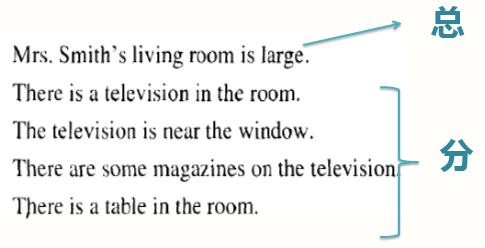 总
Mrs. Smith's living room is large.
There is a television in the room.
The television is near the window.
There are some magazines on the television.
There is a table in the room.
分